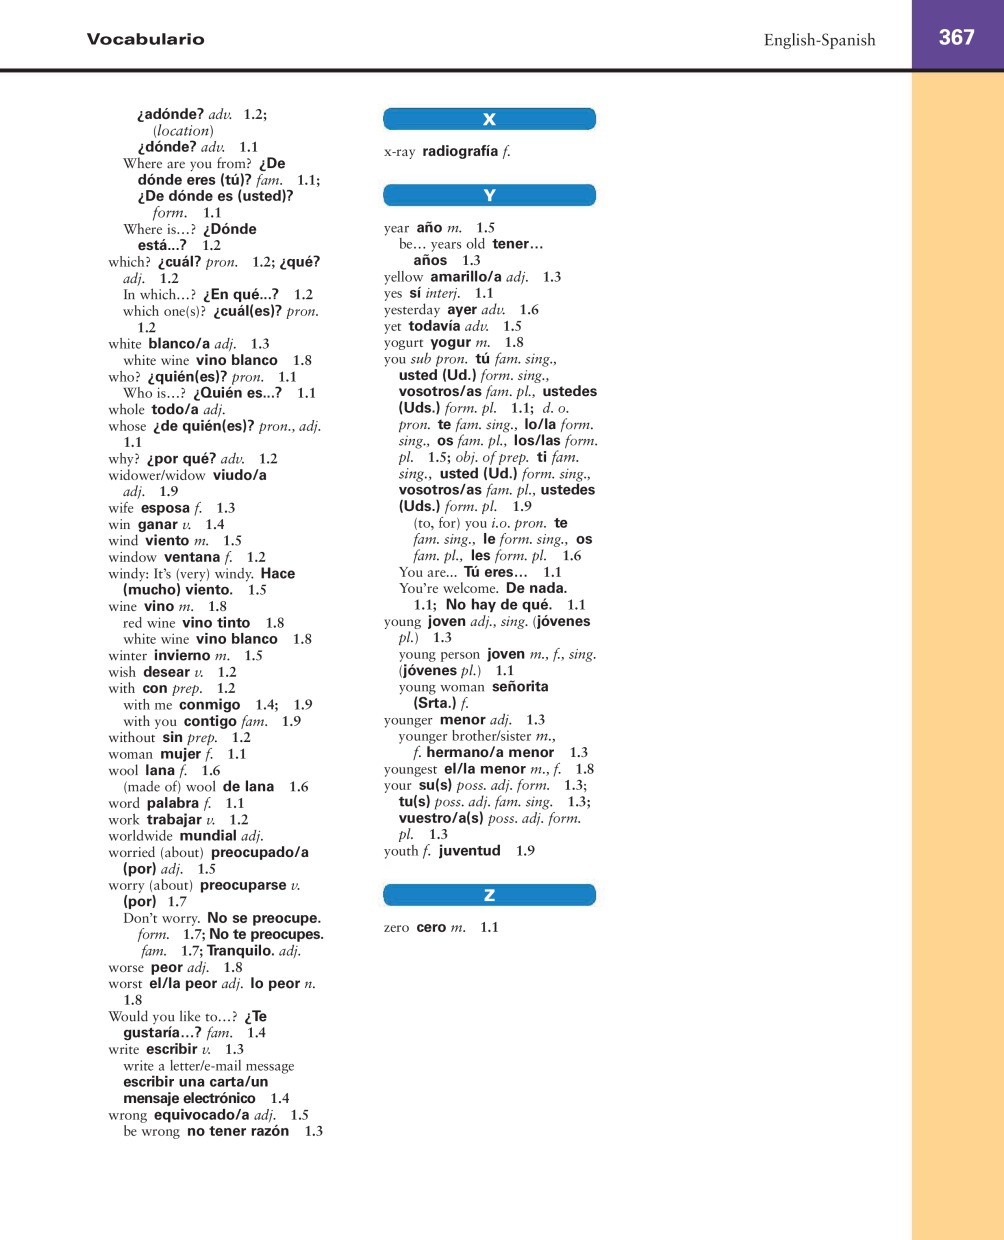 Vocabulario
English-Spanish
367
¿adónde? adv. 1.2;
(location)
¿dónde? adv. 1.1
Where are you from? ¿De
dónde eres (tú)? fam. 1.1;
¿De dónde es (usted)?
form. 1.1
Where is…? ¿Dónde
está...? 1.2
which? ¿cuál? pron. 1.2; ¿qué?
adj. 1.2
In which…? ¿En qué...? 1.2
which one(s)? ¿cuál(es)? pron.
1.2
white blanco/a adj. 1.3
white wine vino blanco 1.8
who? ¿quién(es)? pron. 1.1
Who is…? ¿Quién es...? 1.1
whole todo/a adj.
whose ¿de quién(es)? pron., adj.
1.1
why? ¿por qué? adv. 1.2
widower/widow viudo/a
adj. 1.9
wife esposa f. 1.3
win ganar v. 1.4
wind viento m. 1.5
window ventana f. 1.2
windy: It's (very) windy. Hace
(mucho) viento. 1.5
wine vino m. 1.8
red wine vino tinto 1.8
white wine vino blanco 1.8
winter invierno m. 1.5
wish desear v. 1.2
with con prep. 1.2
with me conmigo 1.4; 1.9
with you contigo fam. 1.9
without sin prep. 1.2
woman mujer f. 1.1
wool lana f. 1.6
(made of) wool de lana 1.6
word palabra f. 1.1
work trabajar v. 1.2
worldwide mundial adj.
worried (about) preocupado/a
(por) adj. 1.5
worry (about) preocuparse v.
(por) 1.7
Don't worry. No se preocupe.
form. 1.7; No te preocupes.
fam. 1.7; Tranquilo. adj.
worse peor adj. 1.8
worst el/la peor adj. lo peor n.
1.8
Would you like to…? ¿Te
gustaría…? fam. 1.4
write escribir v. 1.3
write a letter/e-mail message
escribir una carta/un
mensaje electrónico 1.4
wrong equivocado/a adj. 1.5
be wrong no tener razón 1.3
X
x-ray radiografía f.
Y
year año m. 1.5
be… years old tener…
años 1.3
yellow amarillo/a adj. 1.3
yes sí interj. 1.1
yesterday ayer adv. 1.6
yet todavía adv. 1.5
yogurt yogur m. 1.8
you sub pron. tú fam. sing.,
usted (Ud.) form. sing.,
vosotros/as fam. pl., ustedes
(Uds.) form. pl. 1.1; d. o.
pron. te fam. sing., lo/la form.
sing., os fam. pl., los/las form.
pl. 1.5; obj. of prep. ti fam.
sing., usted (Ud.) form. sing.,
vosotros/as fam. pl., ustedes
(Uds.) form. pl. 1.9
(to, for) you i.o. pron. te
fam. sing., le form. sing., os
fam. pl., les form. pl. 1.6
You are... Tú eres… 1.1
You're welcome. De nada.
1.1; No hay de qué. 1.1
young joven adj., sing. (jóvenes
pl.) 1.3
young person joven m., f., sing.
(jóvenes pl.) 1.1
young woman señorita
(Srta.) f.
younger menor adj. 1.3
younger brother/sister m.,
f. hermano/a menor 1.3
youngest el/la menor m., f. 1.8
your su(s) poss. adj. form. 1.3;
tu(s) poss. adj. fam. sing. 1.3;
vuestro/a(s) poss. adj. form.
pl. 1.3
youth f. juventud 1.9
Z
zero cero m. 1.1